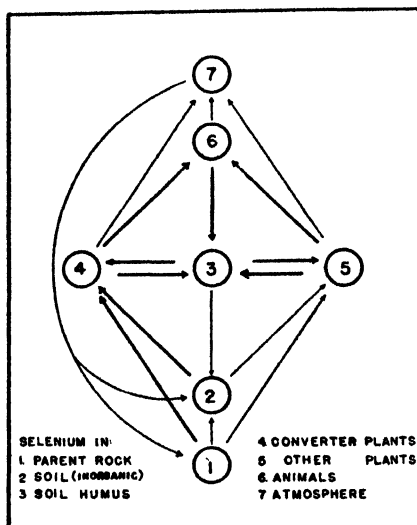 7
6
4
3
5
2
1
SELENIUM IN:
1. PARENT ROCK
2 SOIL (INORGANIC)
3 SOIL HUMUS
4 CONVERTER PLANTS
5 OTHER PLANTS
6. ANIMALS
7 ATMOSPHERE